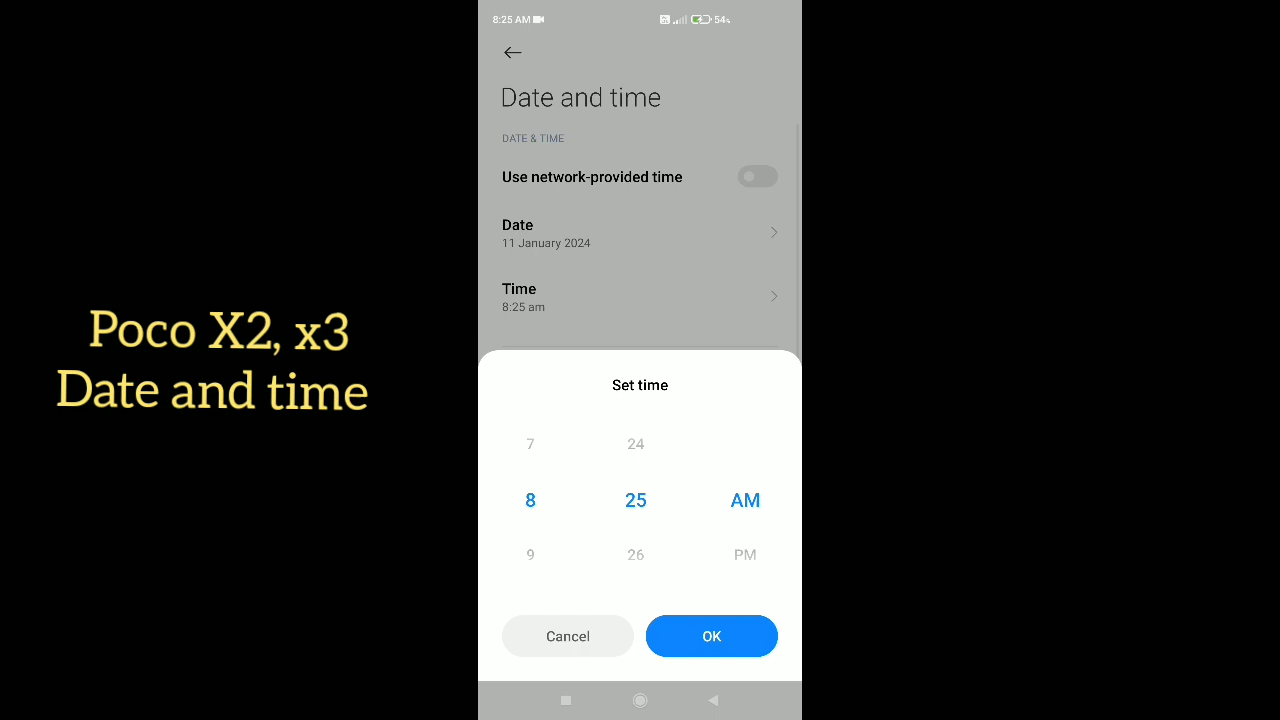 8:25 AM
54%
Date and time
DATE & TIME
Use network-provided time
Date
11 January 2024
Time
8:25 am
Poco X2, x3
Date and time
Set time
7 24
8 25 AM
9 26 PM
Cancel OK